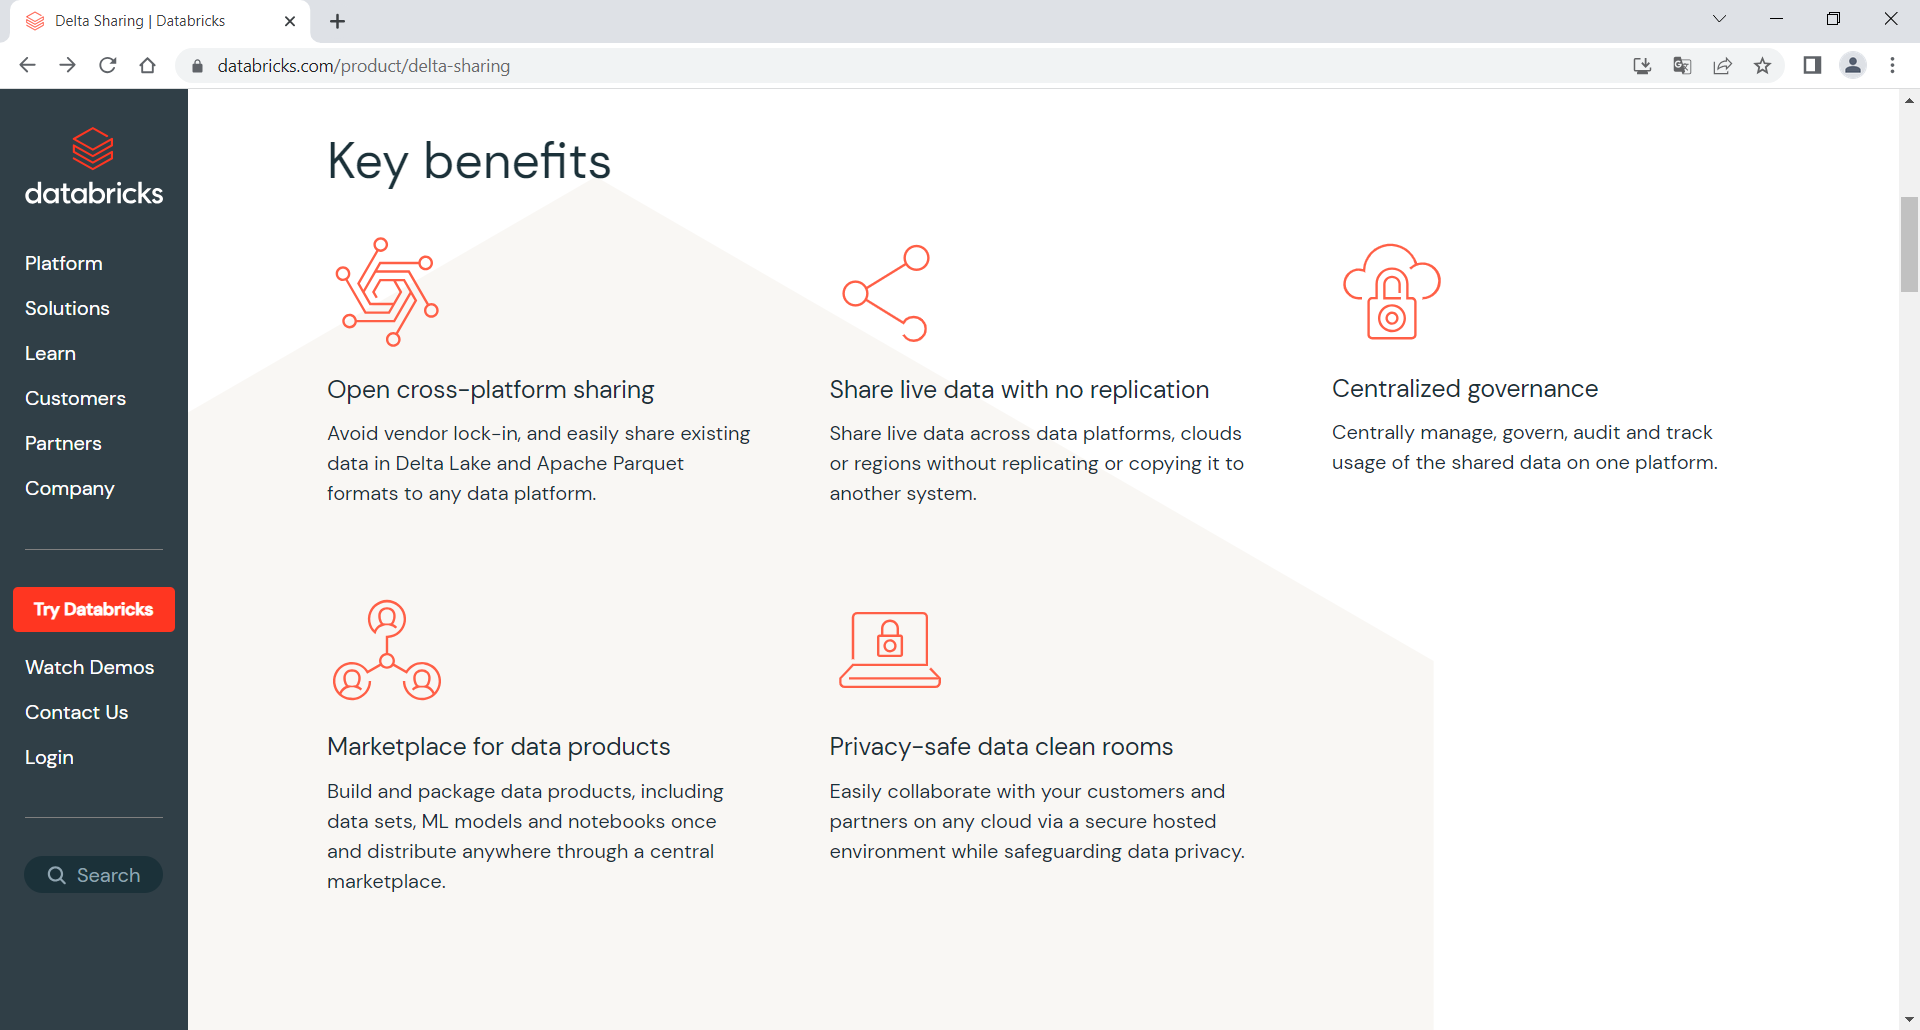 Delta Sharing | Databricks
databricks.com/product/delta-sharing
databricks
Platform
Solutions
Learn
Customers
Partners
Company
Try Databricks
Watch Demos
Contact Us
Login
Search
Key benefits
Open cross-platform sharing
Avoid vendor lock-in, and easily share existing
data in Delta Lake and Apache Parquet
formats to any data platform.
Share live data with no replication
Share live data across data platforms, clouds
or regions without replicating or copying it to
another system.
Centralized governance
Centrally manage, govern, audit and track
usage of the shared data on one platform.
Marketplace for data products
Build and package data products, including
data sets, ML models and notebooks once
and distribute anywhere through a central
marketplace.
Privacy-safe data clean rooms
Easily collaborate with your customers and
partners on any cloud via a secure hosted
environment while safeguarding data privacy.